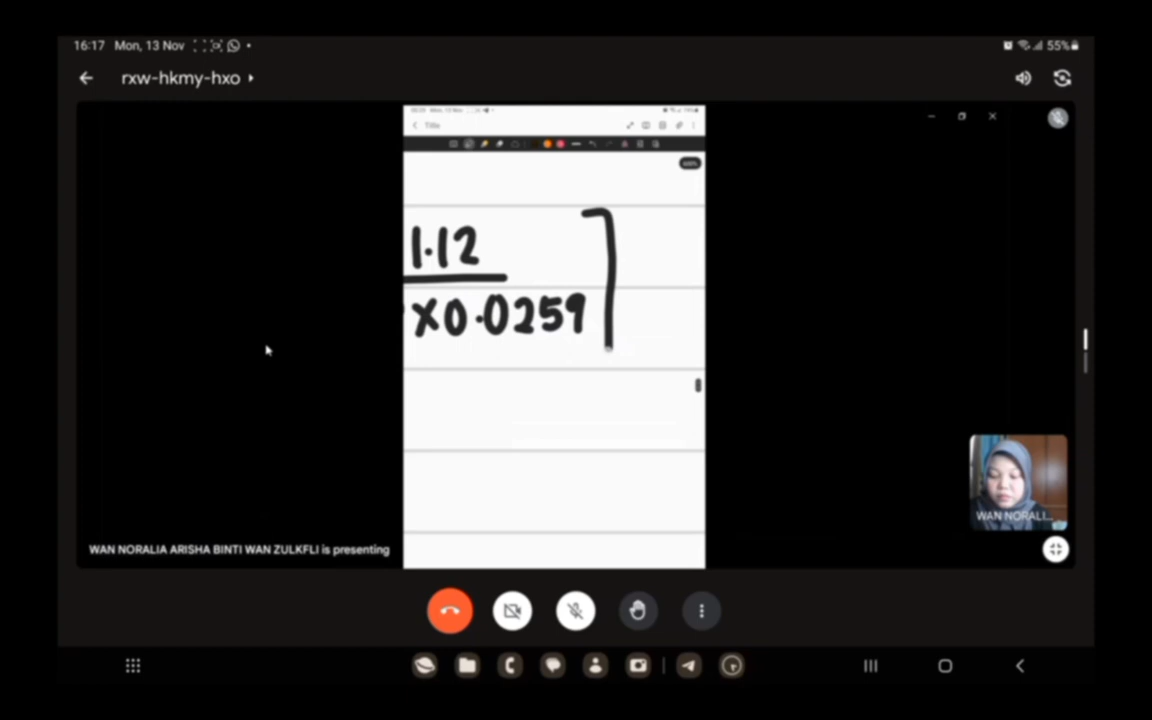 16:17 Mon, 13 Nov
55%
rxw-hkmy-hxo
Title
1.12
x0.0259
WAN NORALI...
WAN NORALIA ARISHA BINTI WAN ZULKFLI is presenting